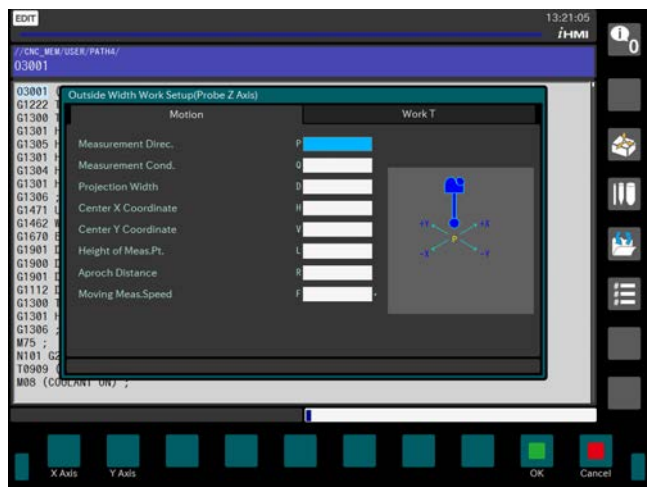 EDIT
13:21:05
iHMI
0
//CNC_MEM/USER/PATH4/
O3001
O3001 (
G1222 T
G1300 T
G1301 H
G1305 H
G1301 H
G1304 H
G1301 H
G1306 ;
G1471 U
G1462 W
G1670 B
G1901 D
G1900 D
G1901 D
G1112 D
G1300 T
G1301 H
G1306 ;
M75 ;
N101 G2
T0909 (
M08 (COOLANT ON) ;
Outside Width Work Setup(Probe Z Axis)
Motion
Work T
Measurement Direc. P
Measurement Cond. Q
Projection Width D
Center X Coordinate H
Center Y Coordinate V
Height of Meas.Pt. L
Aproch Distance R
Moving Meas.Speed F
+Y +X
P
-X -Y
X Axis
Y Axis
OK
Cancel